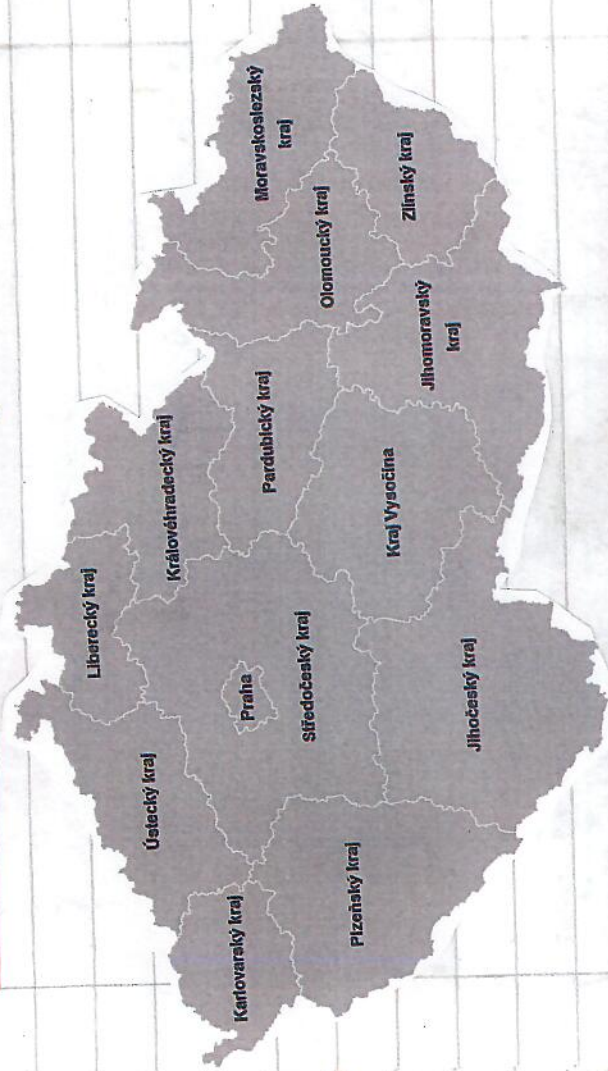 Liberecký kraj
Ústecký kraj
Karlovarský kraj
Královéhradecký kraj
Praha
Středočeský kraj
Plzeňský kraj
Pardubický kraj
Kraj Vysočina
Jihočeský kraj
Moravskoslezský
kraj
Olomoucký kraj
Zlínský kraj
Jihomoravský
kraj